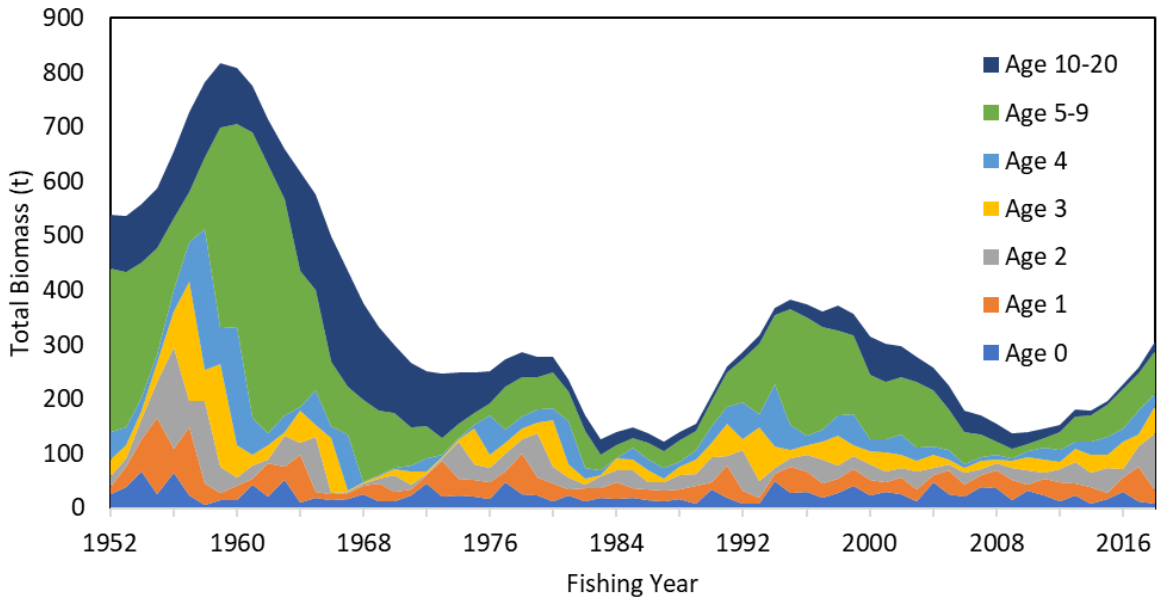 900
800
700
600
500
400
300
200
100
0
Total Biomass (t)
Age 10-20
Age 5-9
Age 4
Age 3
Age 2
Age 1
Age 0
1952 1960 1968 1976 1984 1992 2000 2008 2016
Fishing Year